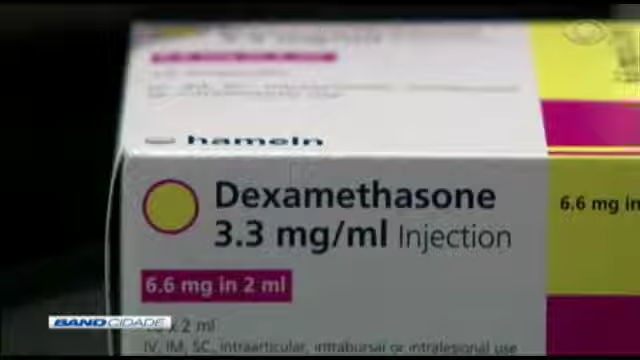 hameln
Dexamethasone
3.3 mg/ml Injection
6.6 mg in
6.6 mg in 2 ml
x 2 ml
IV, IM, SC, intraarticular, intrabursal or intralesional use
BAND CIDADE